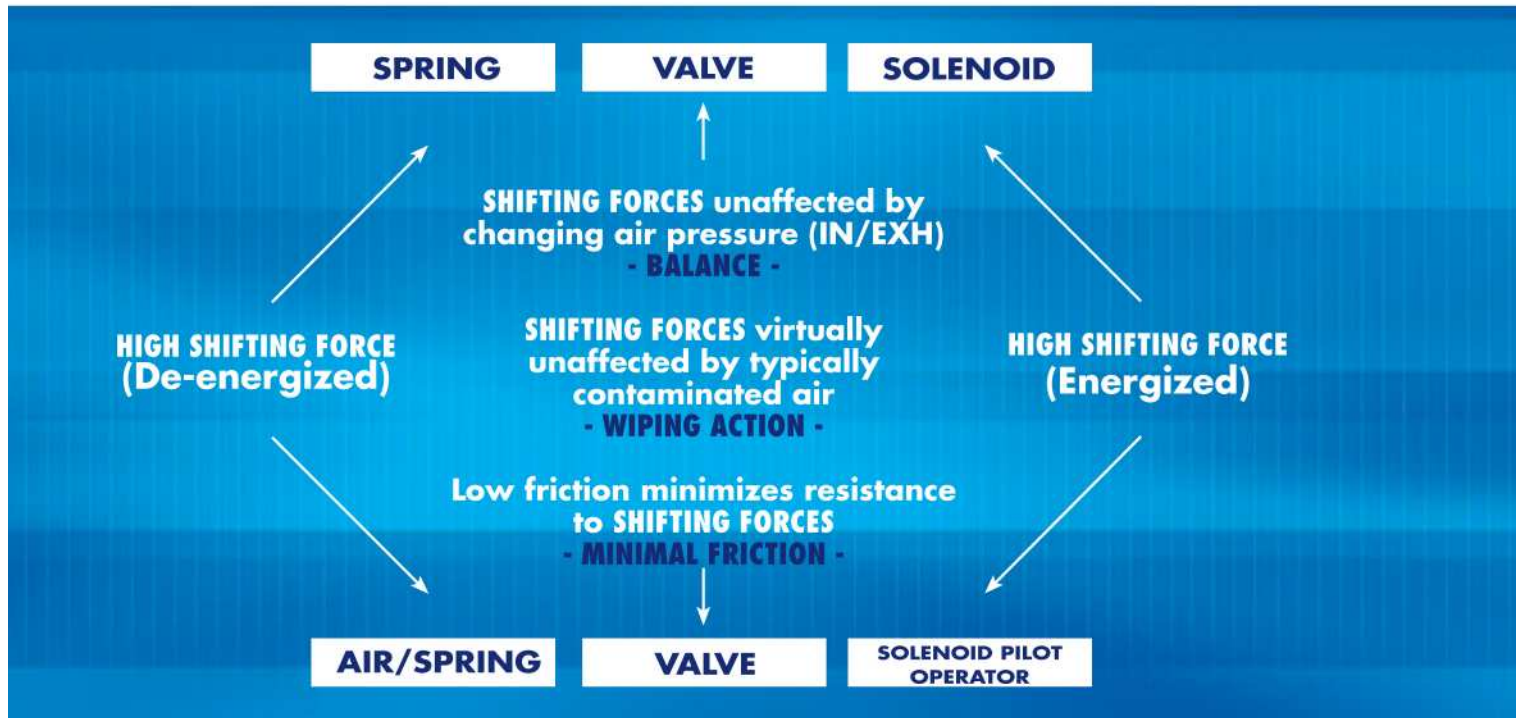 SPRING
VALVE
SOLENOID
SHIFTING FORCES unaffected by
changing air pressure (IN/EXH)
- BALANCE -
HIGH SHIFTING FORCE
(De-energized)
SHIFTING FORCES virtually
unaffected by typically
contaminated air
- WIPING ACTION -
HIGH SHIFTING FORCE
(Energized)
Low friction minimizes resistance
to SHIFTING FORCES
- MINIMAL FRICTION -
AIR/SPRING
VALVE
SOLENOID PILOT
OPERATOR